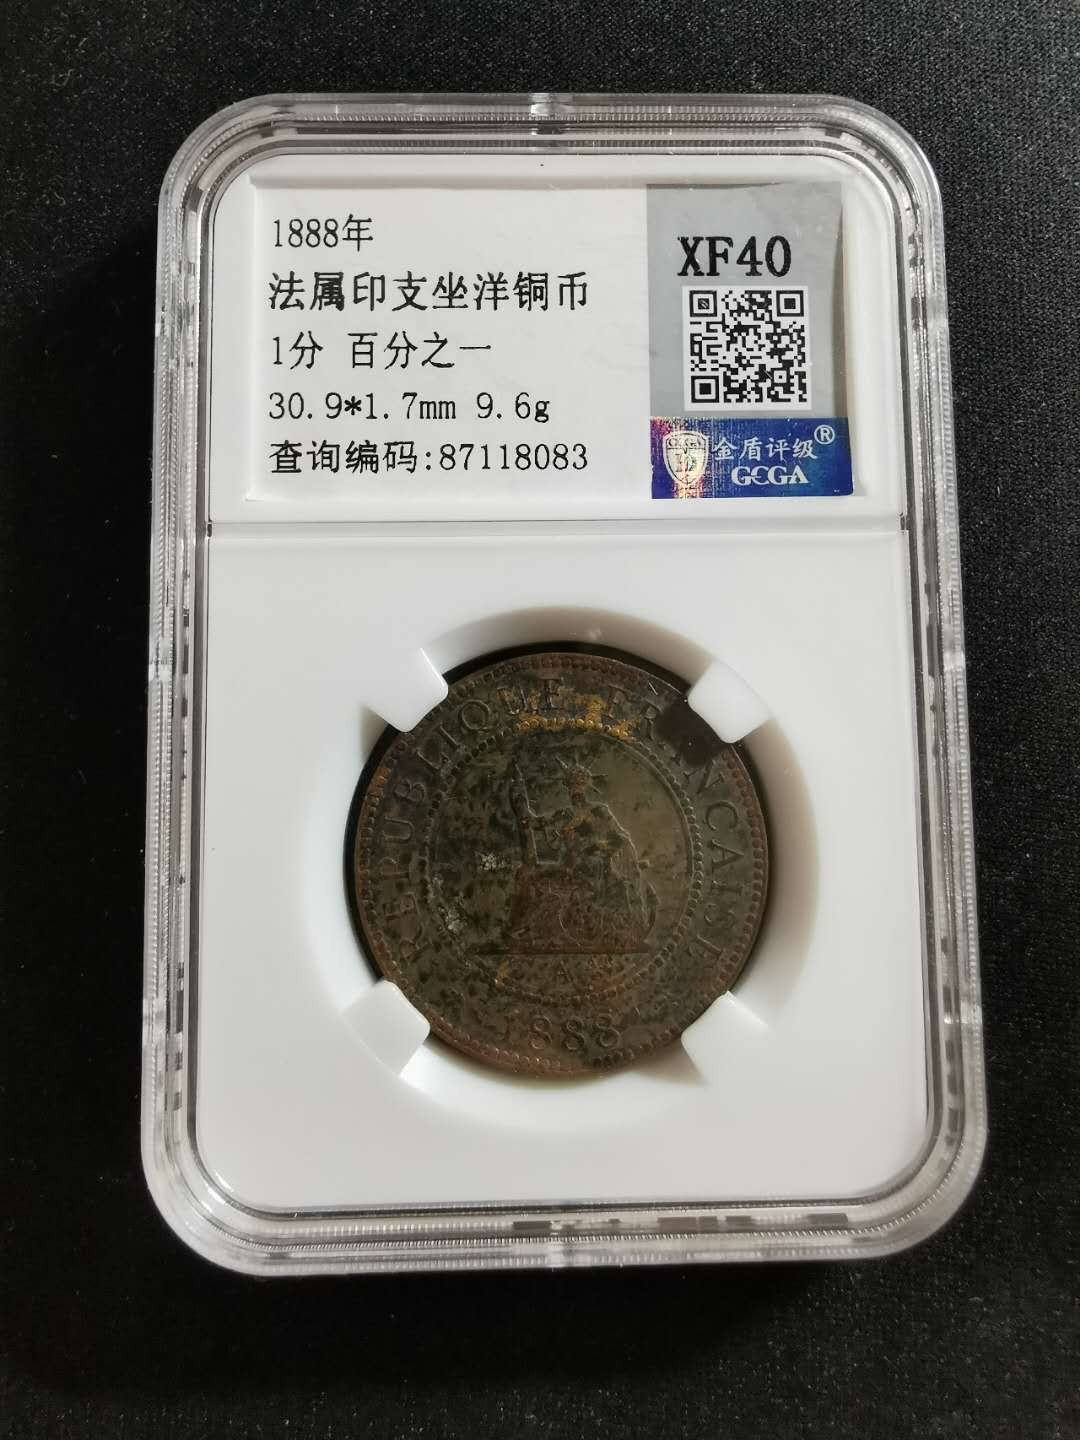 1888年
法属印支坐洋铜币
1分 百分之一
30.9*1.7mm 9.6g
查询编码:87118083
XF40
金盾评级®
GCGA
REPUBLIQUE FRANCAISE
A
1888